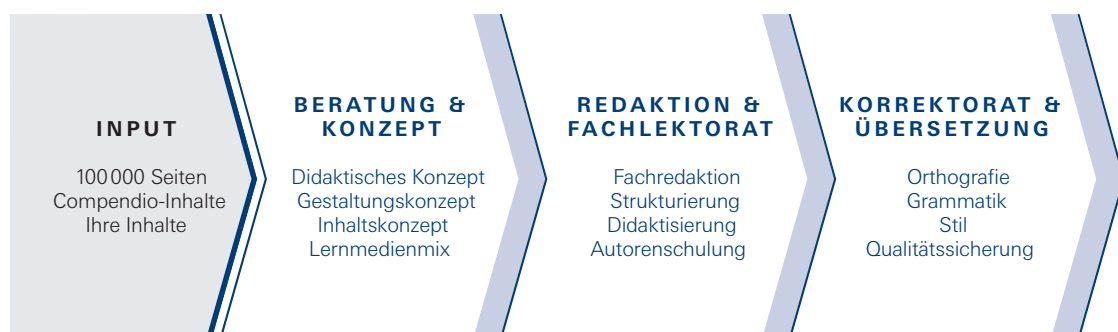 INPUT
100 000 Seiten
Compendio-Inhalte
Ihre Inhalte
BERATUNG &
KONZEPT
Didaktisches Konzept
Gestaltungskonzept
Inhaltskonzept
Lernmedienmix
REDAKTION &
FACHLEKTORAT
Fachredaktion
Strukturierung
Didaktisierung
Autorenschulung
KORREKTORAT &
ÜBERSETZUNG
Orthografie
Grammatik
Stil
Qualitätssicherung